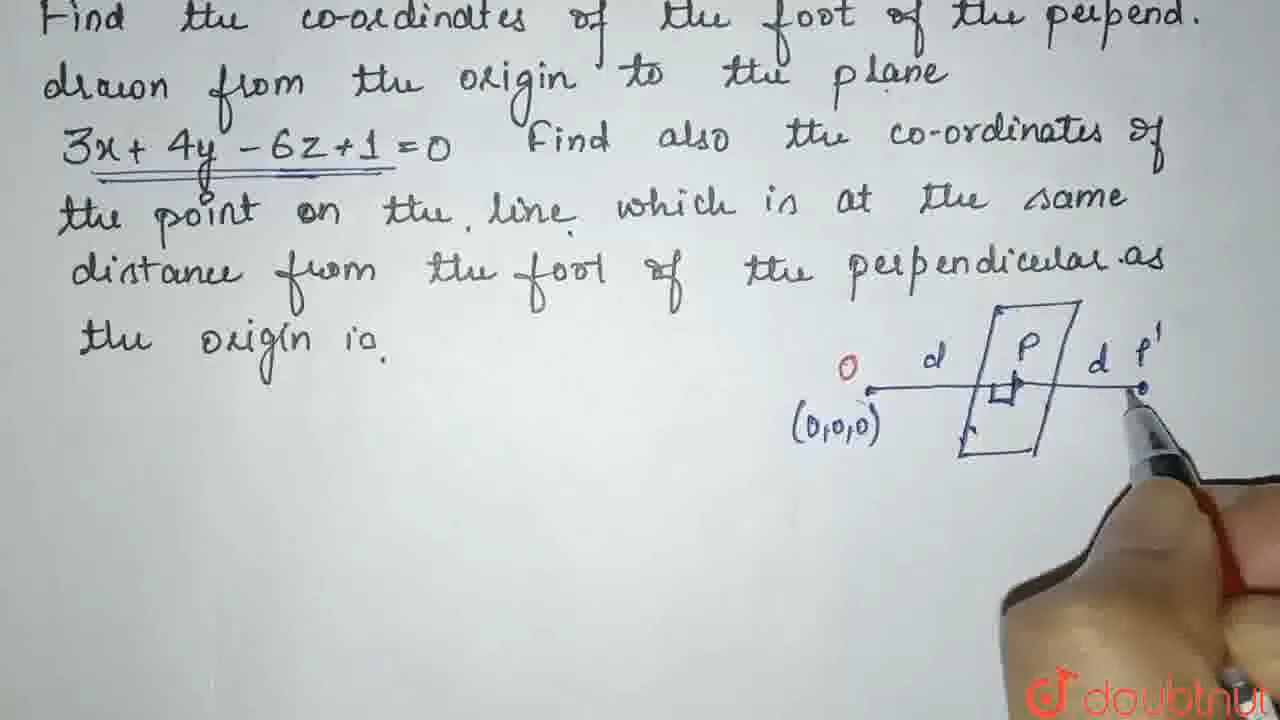 Find the co-ordinates of the foot of the perpend.
drawn from the origin to the plane
3x + 4y - 6z + 1 = 0 Find also the co-ordinates of
the point on the line which is at the same
distance from the foot of the perpendicular as
the origin is.
O d P d P'
(0,0,0)
doubtnut